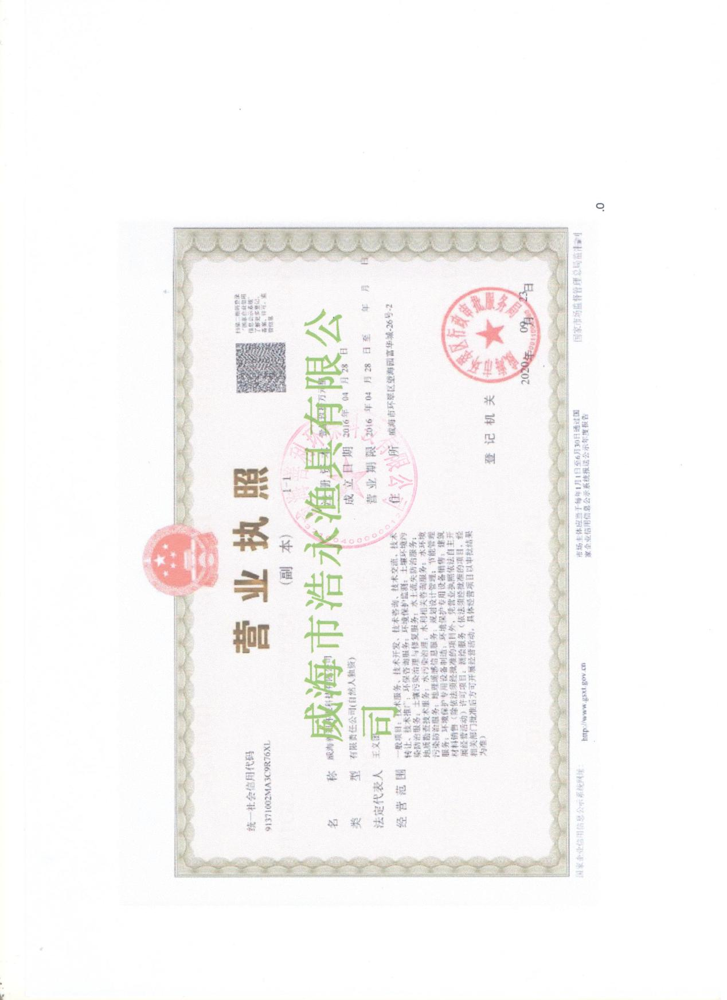 营业执照
(副 本)
1-1
统一社会信用代码
91371002MA3C9R76XL
扫描二维码登录
“国家企业信用
信息公示系统”
了解更多登记、
备案、许可、监
管信息
名 称
威海市浩永渔具有限公
司
类 型 有限责任公司(自然人独资)
法定代表人 王义
经营范围 一般项目:技术服务、技术开发、技术咨询、技术交流、技术
转让、技术推广;环保咨询服务;环境保护监测;土壤环境污
染防治服务;土壤污染治理与修复服务;水土流失防治服务;
地质勘查技术服务;水污染治理;水利相关咨询服务;水环境
污染防治服务;地理遥感信息服务;规划设计管理;节能管理
服务;环境保护专用设备制造;环境保护专用设备销售;建筑
材料销售(除依法须经批准的项目外,凭营业执照依法自主开
展经营活动)许可项目:测绘服务(依法须经批准的项目,经
相关部门批准后方可开展经营活动,具体经营项目以审批结果
为准)
成立日期 2016年04月28日
营业期限 2016年04月28日至 年 月 日
住 所 威海市环翠区望海园富华城-26号-2
登记机关
威海市环翠区行政审批服务局
2020年09月23日
国家企业信用信息公示系统网址:
http://www.gsxt.gov.cn
市场主体应当于每年1月1日至6月30日通过国
家企业信用信息公示系统报送公示年度报告
国家市场监督管理总局监制
.0